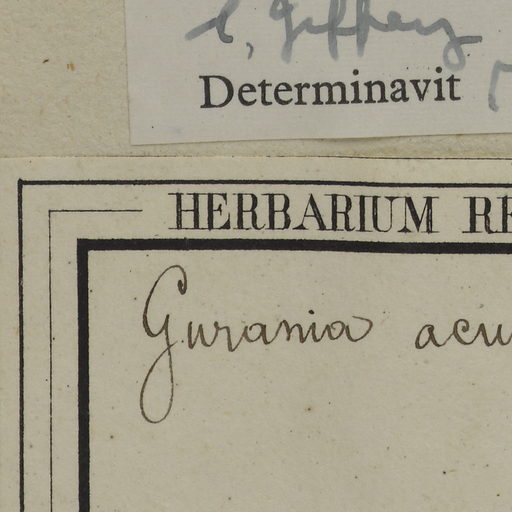 C. Jeffrey
Determinavit
HERBARIUM RE
Gurania acu